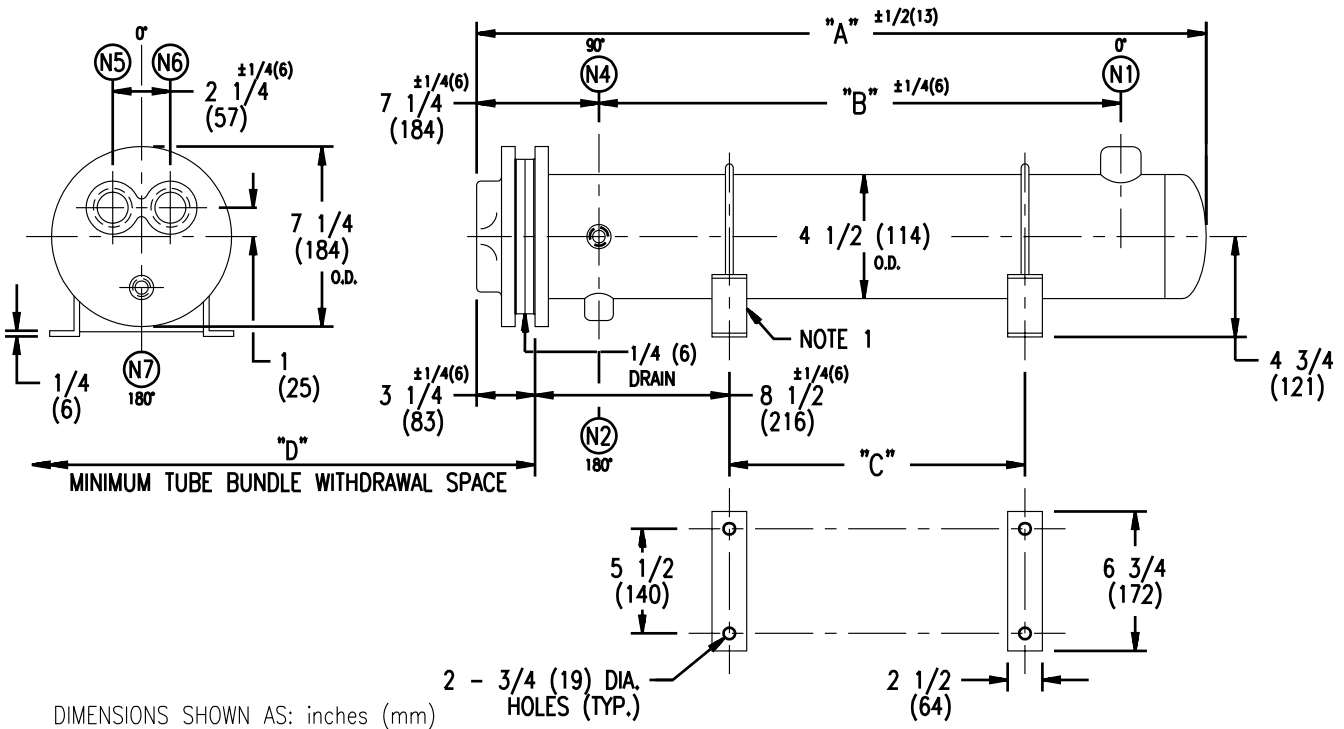 "A" ±1/2(13)
0°
N5 N6
±1/4(6)
2 1/4
(57)
90°
N4
±1/4(6)
7 1/4
(184)
"B" ±1/4(6)
0°
N1
7 1/4
(184)
O.D.
4 1/2 (114)
O.D.
NOTE 1
1/4 (6)
DRAIN
1/4
(6)
N7
180°
1
(25)
±1/4(6)
3 1/4
(83)
±1/4(6)
8 1/2
(216)
4 3/4
(121)
N2
180°
"D"
MINIMUM TUBE BUNDLE WITHDRAWAL SPACE
"C"
5 1/2
(140)
6 3/4
(172)
2 - 3/4 (19) DIA.
HOLES (TYP.)
2 1/2
(64)
DIMENSIONS SHOWN AS: inches (mm)